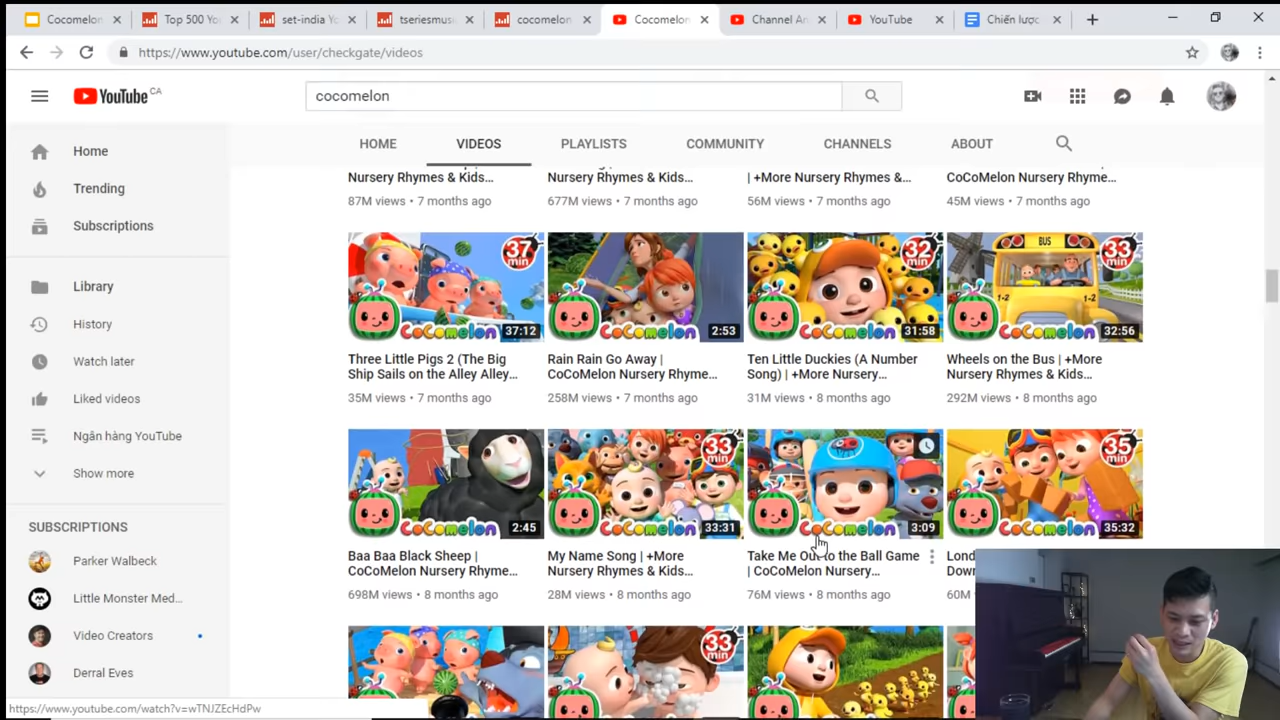 Cocomelon
Top 500 Yo
set-india Yo
tseriesmus
cocomelon
Cocomelon
Channel An
YouTube
Chiến lược
https://www.youtube.com/user/checkgate/videos
YouTube CA
cocomelon
HOME VIDEOS PLAYLISTS COMMUNITY CHANNELS ABOUT
Home
Trending
Subscriptions
Library
History
Watch later
Liked videos
Ngân hàng YouTube
Show more
SUBSCRIPTIONS
Parker Walbeck
Little Monster Med...
Video Creators
Derral Eves
Nursery Rhymes & Kids...
87M views • 7 months ago
Nursery Rhymes & Kids...
677M views • 7 months ago
| +More Nursery Rhymes &...
56M views • 7 months ago
CoCoMelon Nursery Rhyme...
45M views • 7 months ago
37 min
CoCoMelon
37:12
Three Little Pigs 2 (The Big
Ship Sails on the Alley Alley...
35M views • 7 months ago
CoCoMelon
2:53
Rain Rain Go Away |
CoCoMelon Nursery Rhyme...
258M views • 7 months ago
32 min
CoCoMelon
31:58
Ten Little Duckies (A Number
Song) | +More Nursery...
31M views • 8 months ago
BUS
1-2
1-2
33 min
CoCoMelon
32:56
Wheels on the Bus | +More
Nursery Rhymes & Kids...
292M views • 8 months ago
CoCoMelon
2:45
Baa Baa Black Sheep |
CoCoMelon Nursery Rhyme...
698M views • 8 months ago
33 min
CoCoMelon
33:31
My Name Song | +More
Nursery Rhymes & Kids...
28M views • 8 months ago
CoCoMelon
3:09
Take Me Out to the Ball Game
| CoCoMelon Nursery...
76M views • 8 months ago
35 min
CoCoMelon
35:32
Lond
Down
60M
33 min
https://www.youtube.com/watch?v=wTNJZEcHdPw